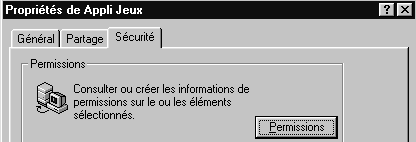 Propriétés de Appli Jeux
Général Partage Sécurité
Permissions
Consulter ou créer les informations de
permissions sur le ou les éléments
sélectionnés.
Permissions